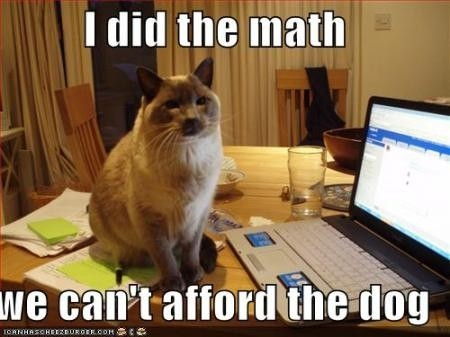 I did the math
we can't afford the dog
ICANHASCHEEZBURGER.COM